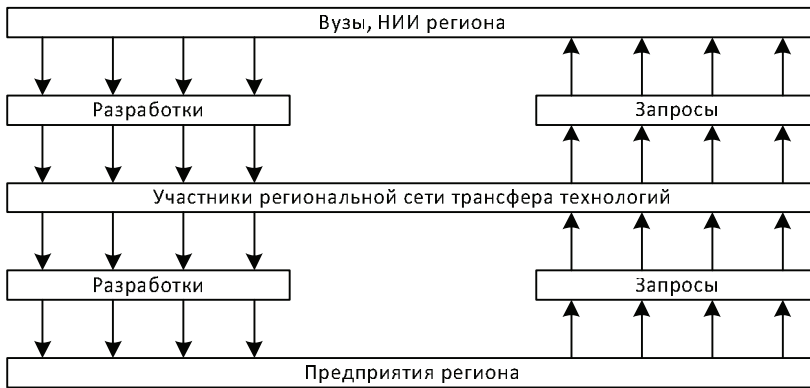 Вузы, НИИ региона
Разработки
Запросы
Участники региональной сети трансфера технологий
Разработки
Запросы
Предприятия региона